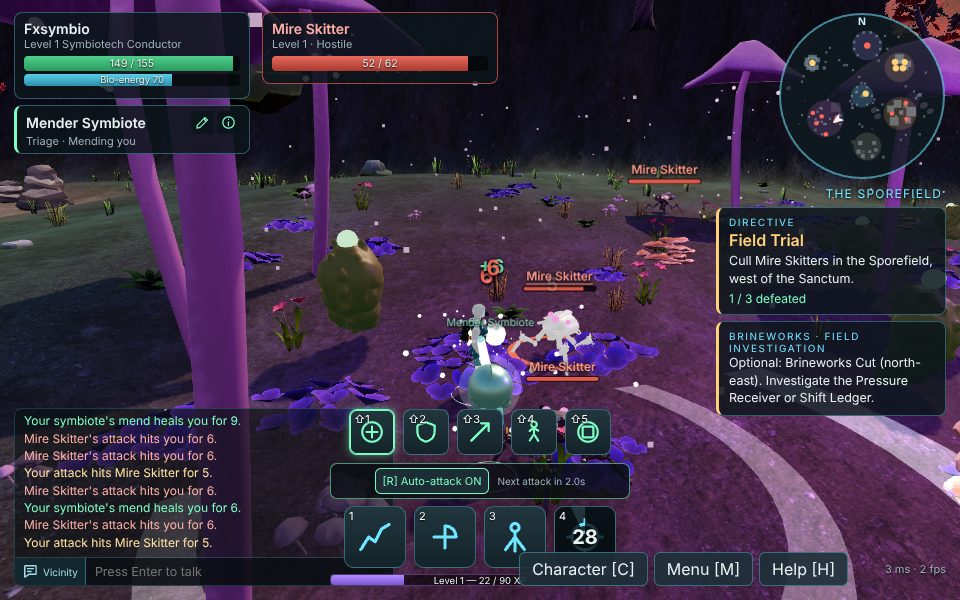 Fxsymbio
Level 1 Symbiotech Conductor
149 / 155
Bio-energy 70
Mender Symbiote
Triage · Mending you
Mire Skitter
Level 1 · Hostile
52 / 62
N
THE SPOREFIELD
DIRECTIVE
Field Trial
Cull Mire Skitters in the Sporefield,
west of the Sanctum.
1 / 3 defeated
BRINEWORKS · FIELD
INVESTIGATION
Optional: Brineworks Cut (north-
east). Investigate the Pressure
Receiver or Shift Ledger.
Mire Skitter
Mire Skitter
Mender Symbiote
Mire Skitter
Your symbiote's mend heals you for 9.
Mire Skitter's attack hits you for 6.
Mire Skitter's attack hits you for 6.
Your attack hits Mire Skitter for 5.
Mire Skitter's attack hits you for 6.
Your symbiote's mend heals you for 6.
Mire Skitter's attack hits you for 6.
Your attack hits Mire Skitter for 5.
⇧1 ⇧2 ⇧3 ⇧4 ⇧5
[R] Auto-attack ON Next attack in 2.0s
1 2 3 4
28
Vicinity Press Enter to talk
Level 1 — 22 / 90 XP
Character [C] Menu [M] Help [H]
3 ms · 2 fps